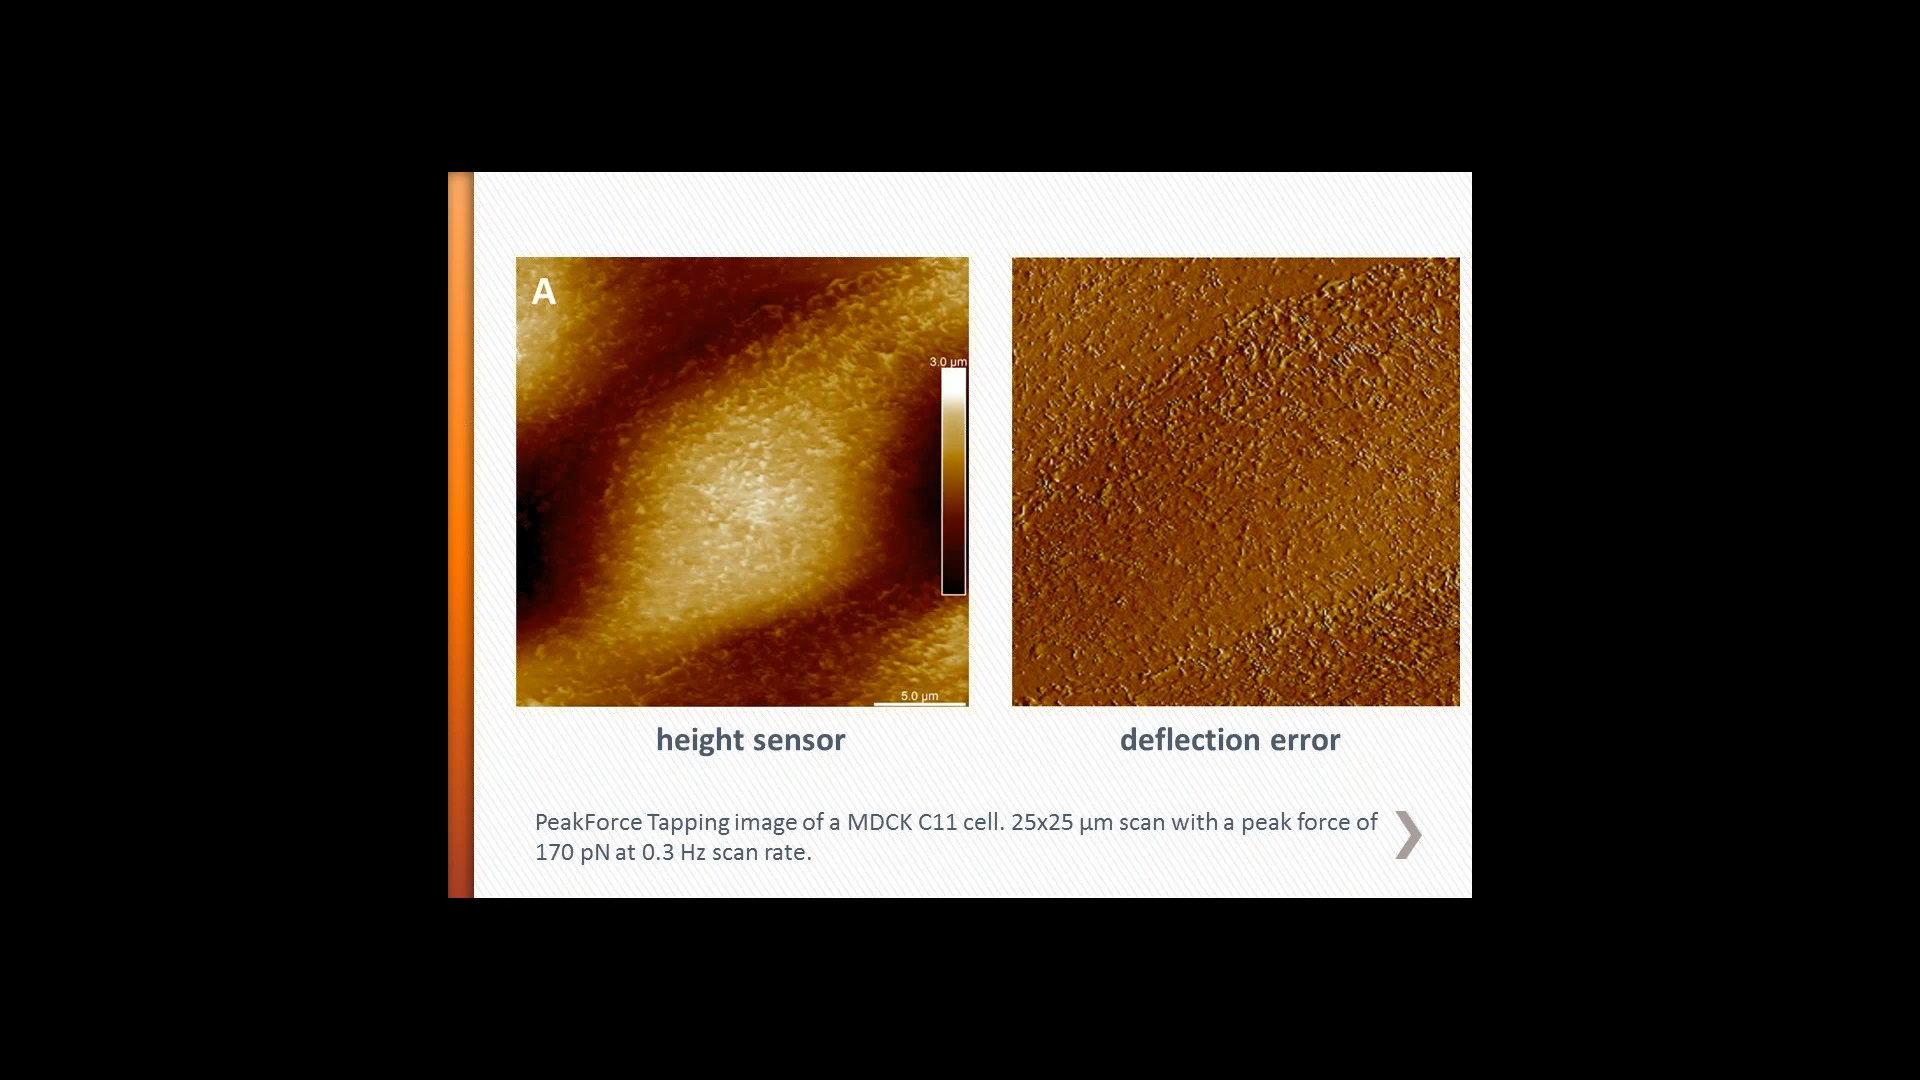 A
3.0 µm
5.0 µm
height sensor
deflection error
PeakForce Tapping image of a MDCK C11 cell. 25x25 µm scan with a peak force of
170 pN at 0.3 Hz scan rate.